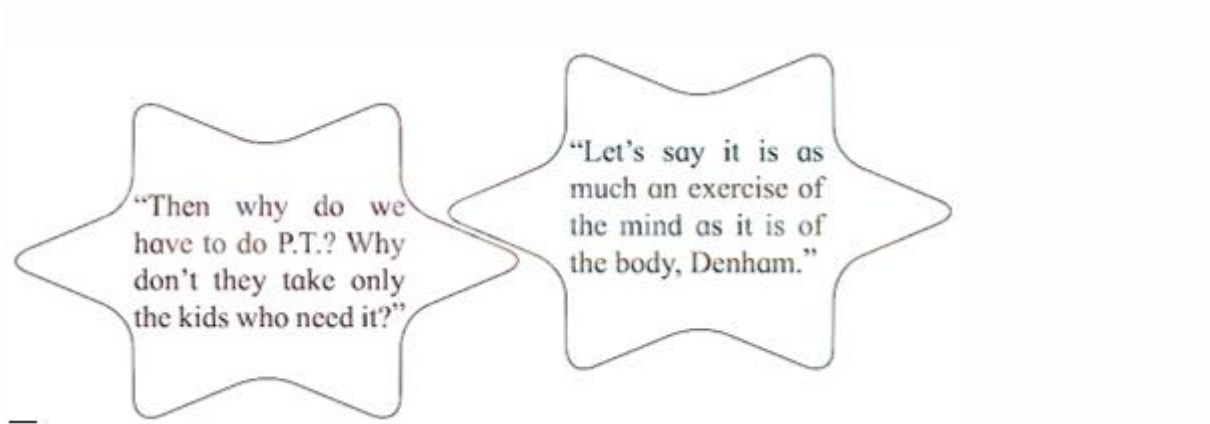 “Then why do we
have to do P.T.? Why
don’t they take only
the kids who need it?”
“Let’s say it is as
much an exercise of
the mind as it is of
the body, Denham.”